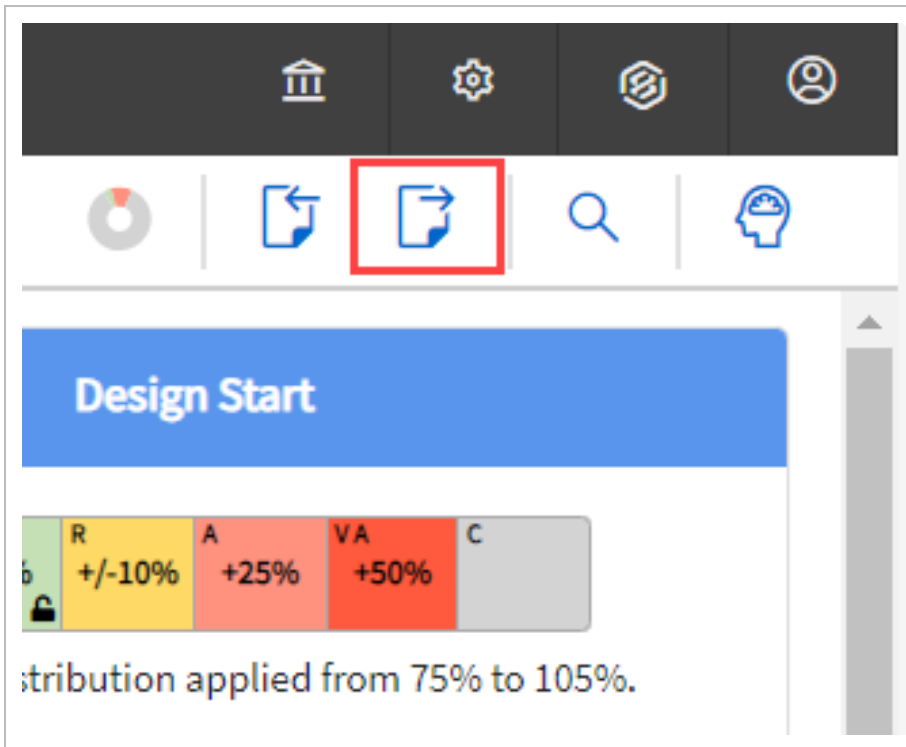 Design Start
R A VA C
% +/-10% +25% +50%
stribution applied from 75% to 105%.